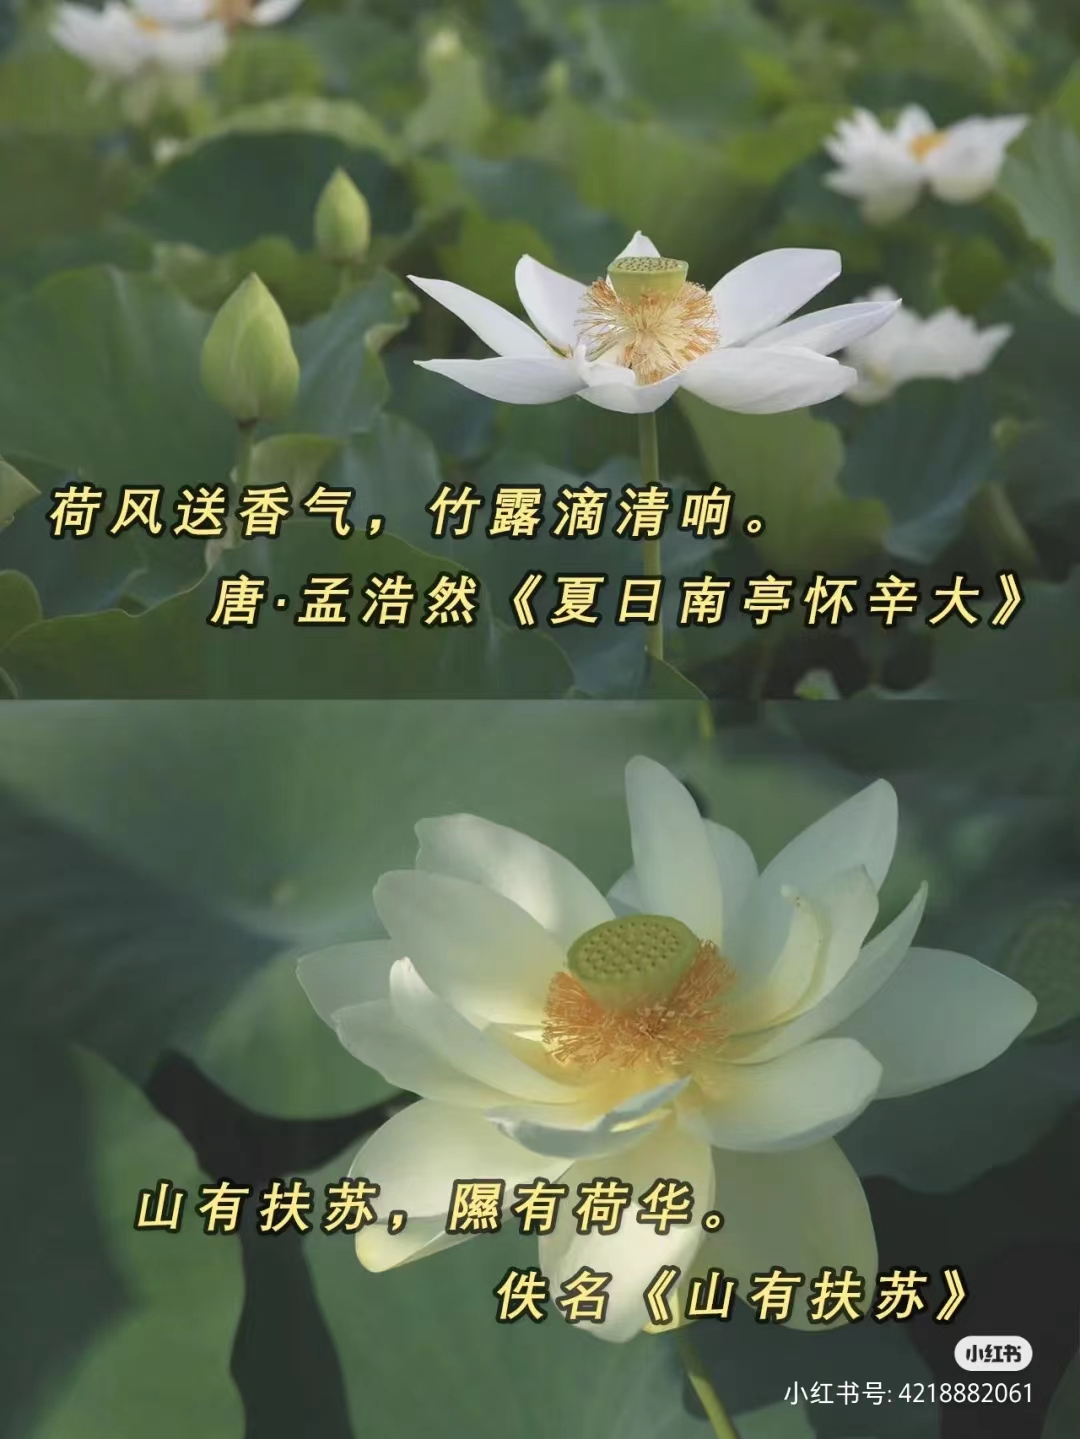 荷风送香气，竹露滴清响。
唐·孟浩然《夏日南亭怀辛大》
山有扶苏，隰有荷华。
佚名《山有扶苏》
小红书
小红书号: 4218882061